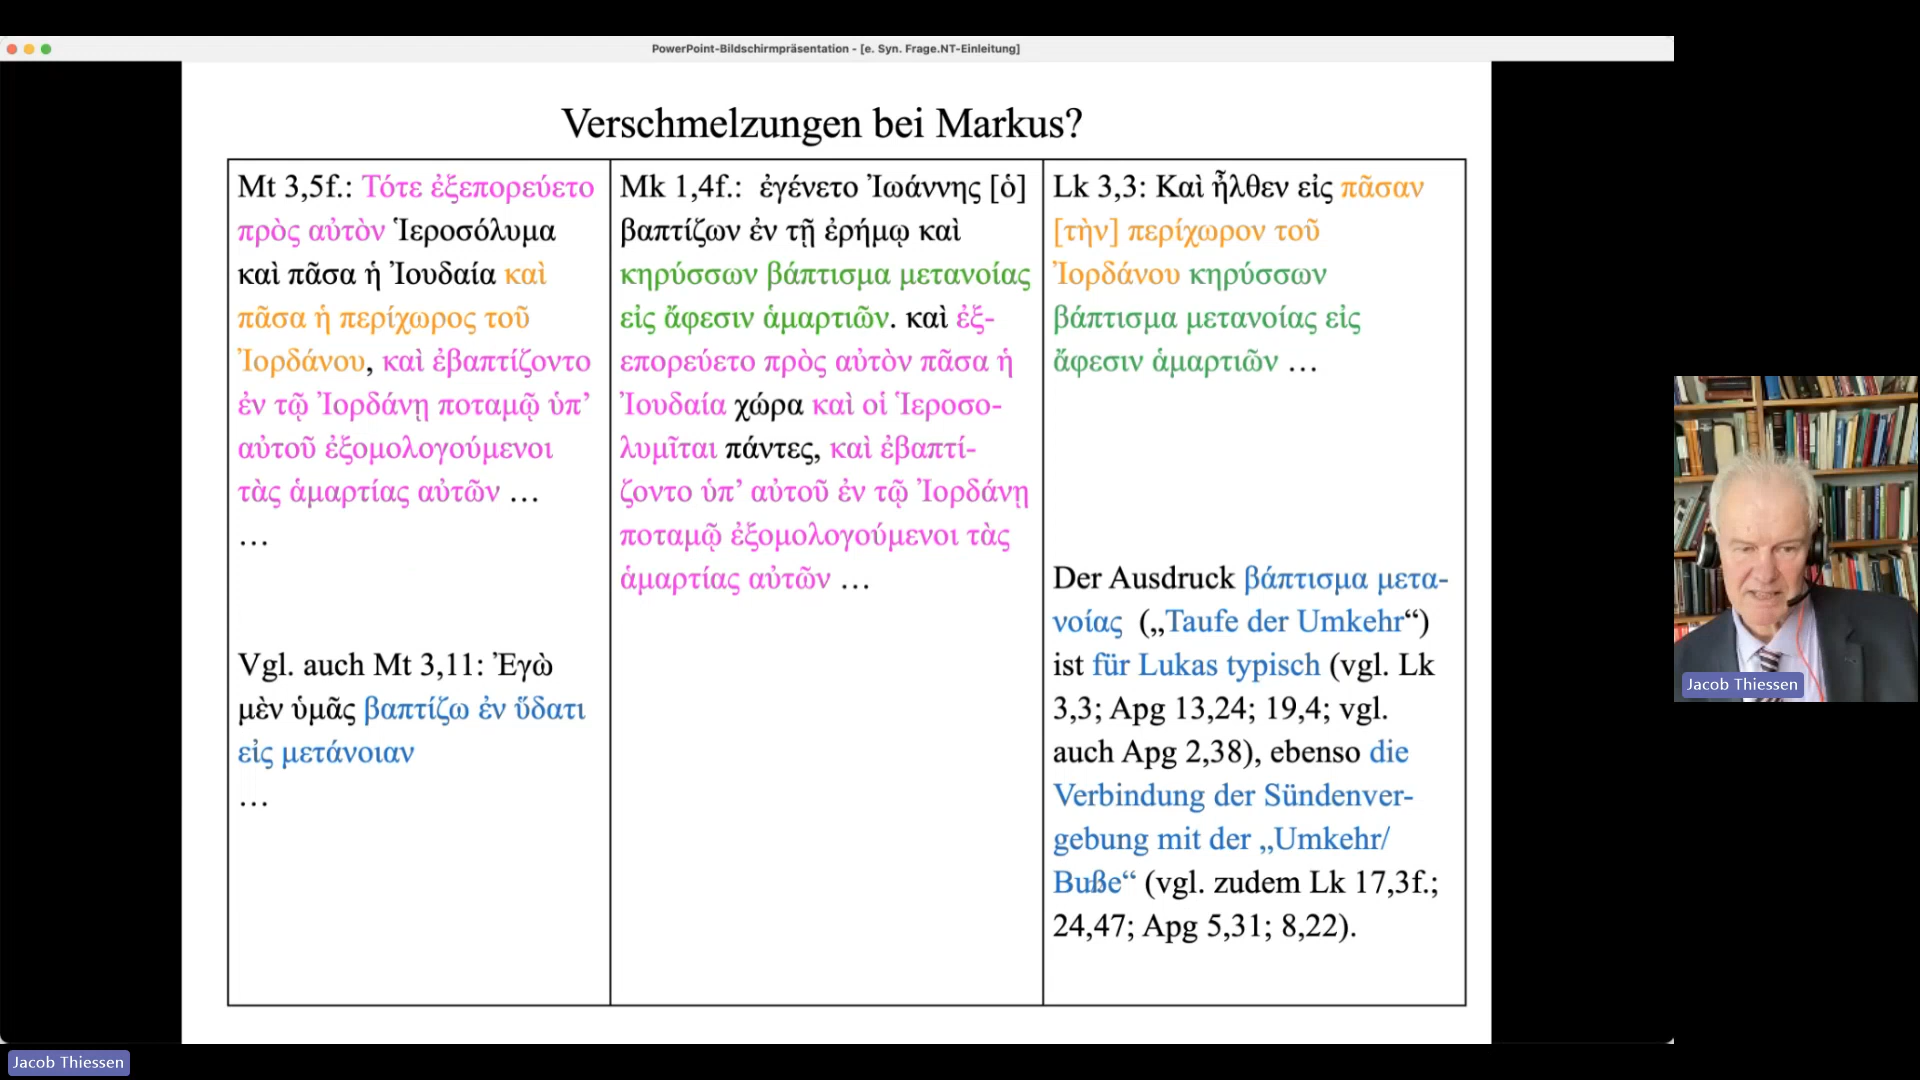 PowerPoint-Bildschirmpräsentation - [e. Syn. Frage.NT-Einleitung]
Verschmelzungen bei Markus?
Mt 3,5f.: Τότε ἐξεπορεύετο
πρὸς αὐτὸν Ἱεροσόλυμα
καὶ πᾶσα ἡ Ἰουδαία καὶ
πᾶσα ἡ περίχωρος τοῦ
Ἰορδάνου, καὶ ἐβαπτίζοντο
ἐν τῷ Ἰορδάνῃ ποταμῷ ὑπ’
αὐτοῦ ἐξομολογούμενοι
τὰς ἁμαρτίας αὐτῶν …
…
Vgl. auch Mt 3,11: Ἐγὼ
μὲν ὑμᾶς βαπτίζω ἐν ὕδατι
εἰς μετάνοιαν
…
Mk 1,4f.: ἐγένετο Ἰωάννης [ὁ]
βαπτίζων ἐν τῇ ἐρήμῳ καὶ
κηρύσσων βάπτισμα μετανοίας
εἰς ἄφεσιν ἁμαρτιῶν. καὶ ἐξ-
επορεύετο πρὸς αὐτὸν πᾶσα ἡ
Ἰουδαία χώρα καὶ οἱ Ἱεροσο-
λυμῖται πάντες, καὶ ἐβαπτί-
ζοντο ὑπ’ αὐτοῦ ἐν τῷ Ἰορδάνῃ
ποταμῷ ἐξομολογούμενοι τὰς
ἁμαρτίας αὐτῶν …
Lk 3,3: Καὶ ἦλθεν εἰς πᾶσαν
[τὴν] περίχωρον τοῦ
Ἰορδάνου κηρύσσων
βάπτισμα μετανοίας εἰς
ἄφεσιν ἁμαρτιῶν …
Der Ausdruck βάπτισμα μετα-
νοίας („Taufe der Umkehr“)
ist für Lukas typisch (vgl. Lk
3,3; Apg 13,24; 19,4; vgl.
auch Apg 2,38), ebenso die
Verbindung der Sündenver-
gebung mit der „Umkehr/
Buße“ (vgl. zudem Lk 17,3f.;
24,47; Apg 5,31; 8,22).
Jacob Thiessen
Jacob Thiessen